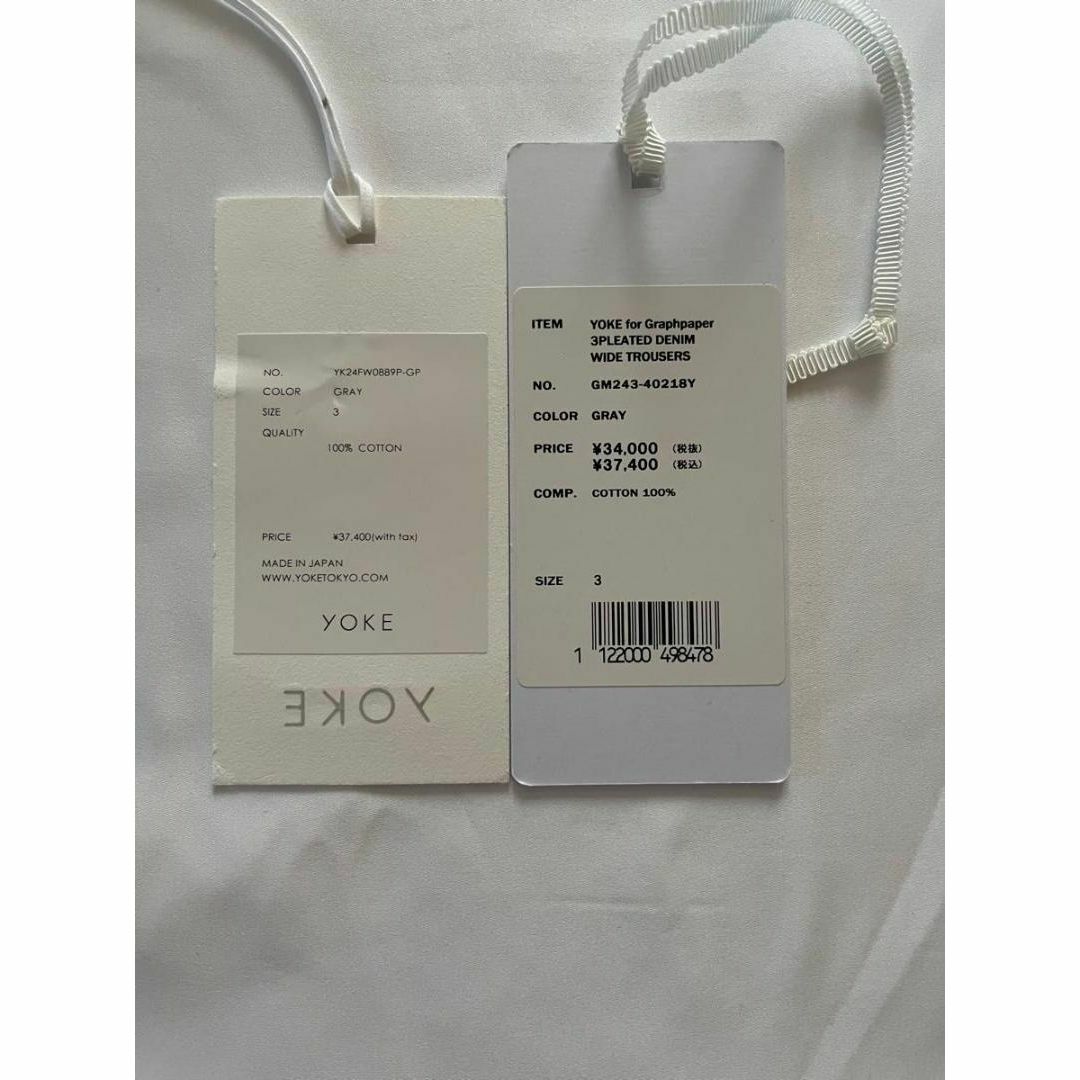 NO. YK24FW0889P-GP
COLOR GRAY
SIZE 3
QUALITY
100% COTTON
PRICE ¥37,400(with tax)
MADE IN JAPAN
WWW.YOKETOKYO.COM
YOKE
YOKE
ITEM YOKE for Graphpaper
3PLEATED DENIM
WIDE TROUSERS
NO. GM243-40218Y
COLOR GRAY
PRICE ¥34,000 (税抜)
¥37,400 (税込)
COMP. COTTON 100%
SIZE 3
1 122000 498478